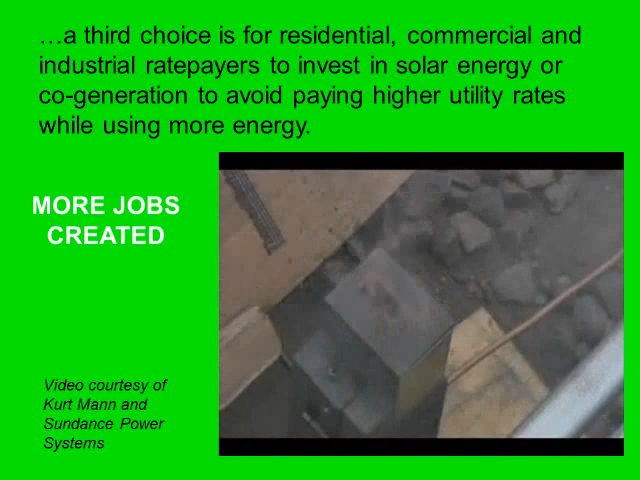 …a third choice is for residential, commercial and
industrial ratepayers to invest in solar energy or
co-generation to avoid paying higher utility rates
while using more energy.
MORE JOBS
CREATED
Video courtesy of
Kurt Mann and
Sundance Power
Systems